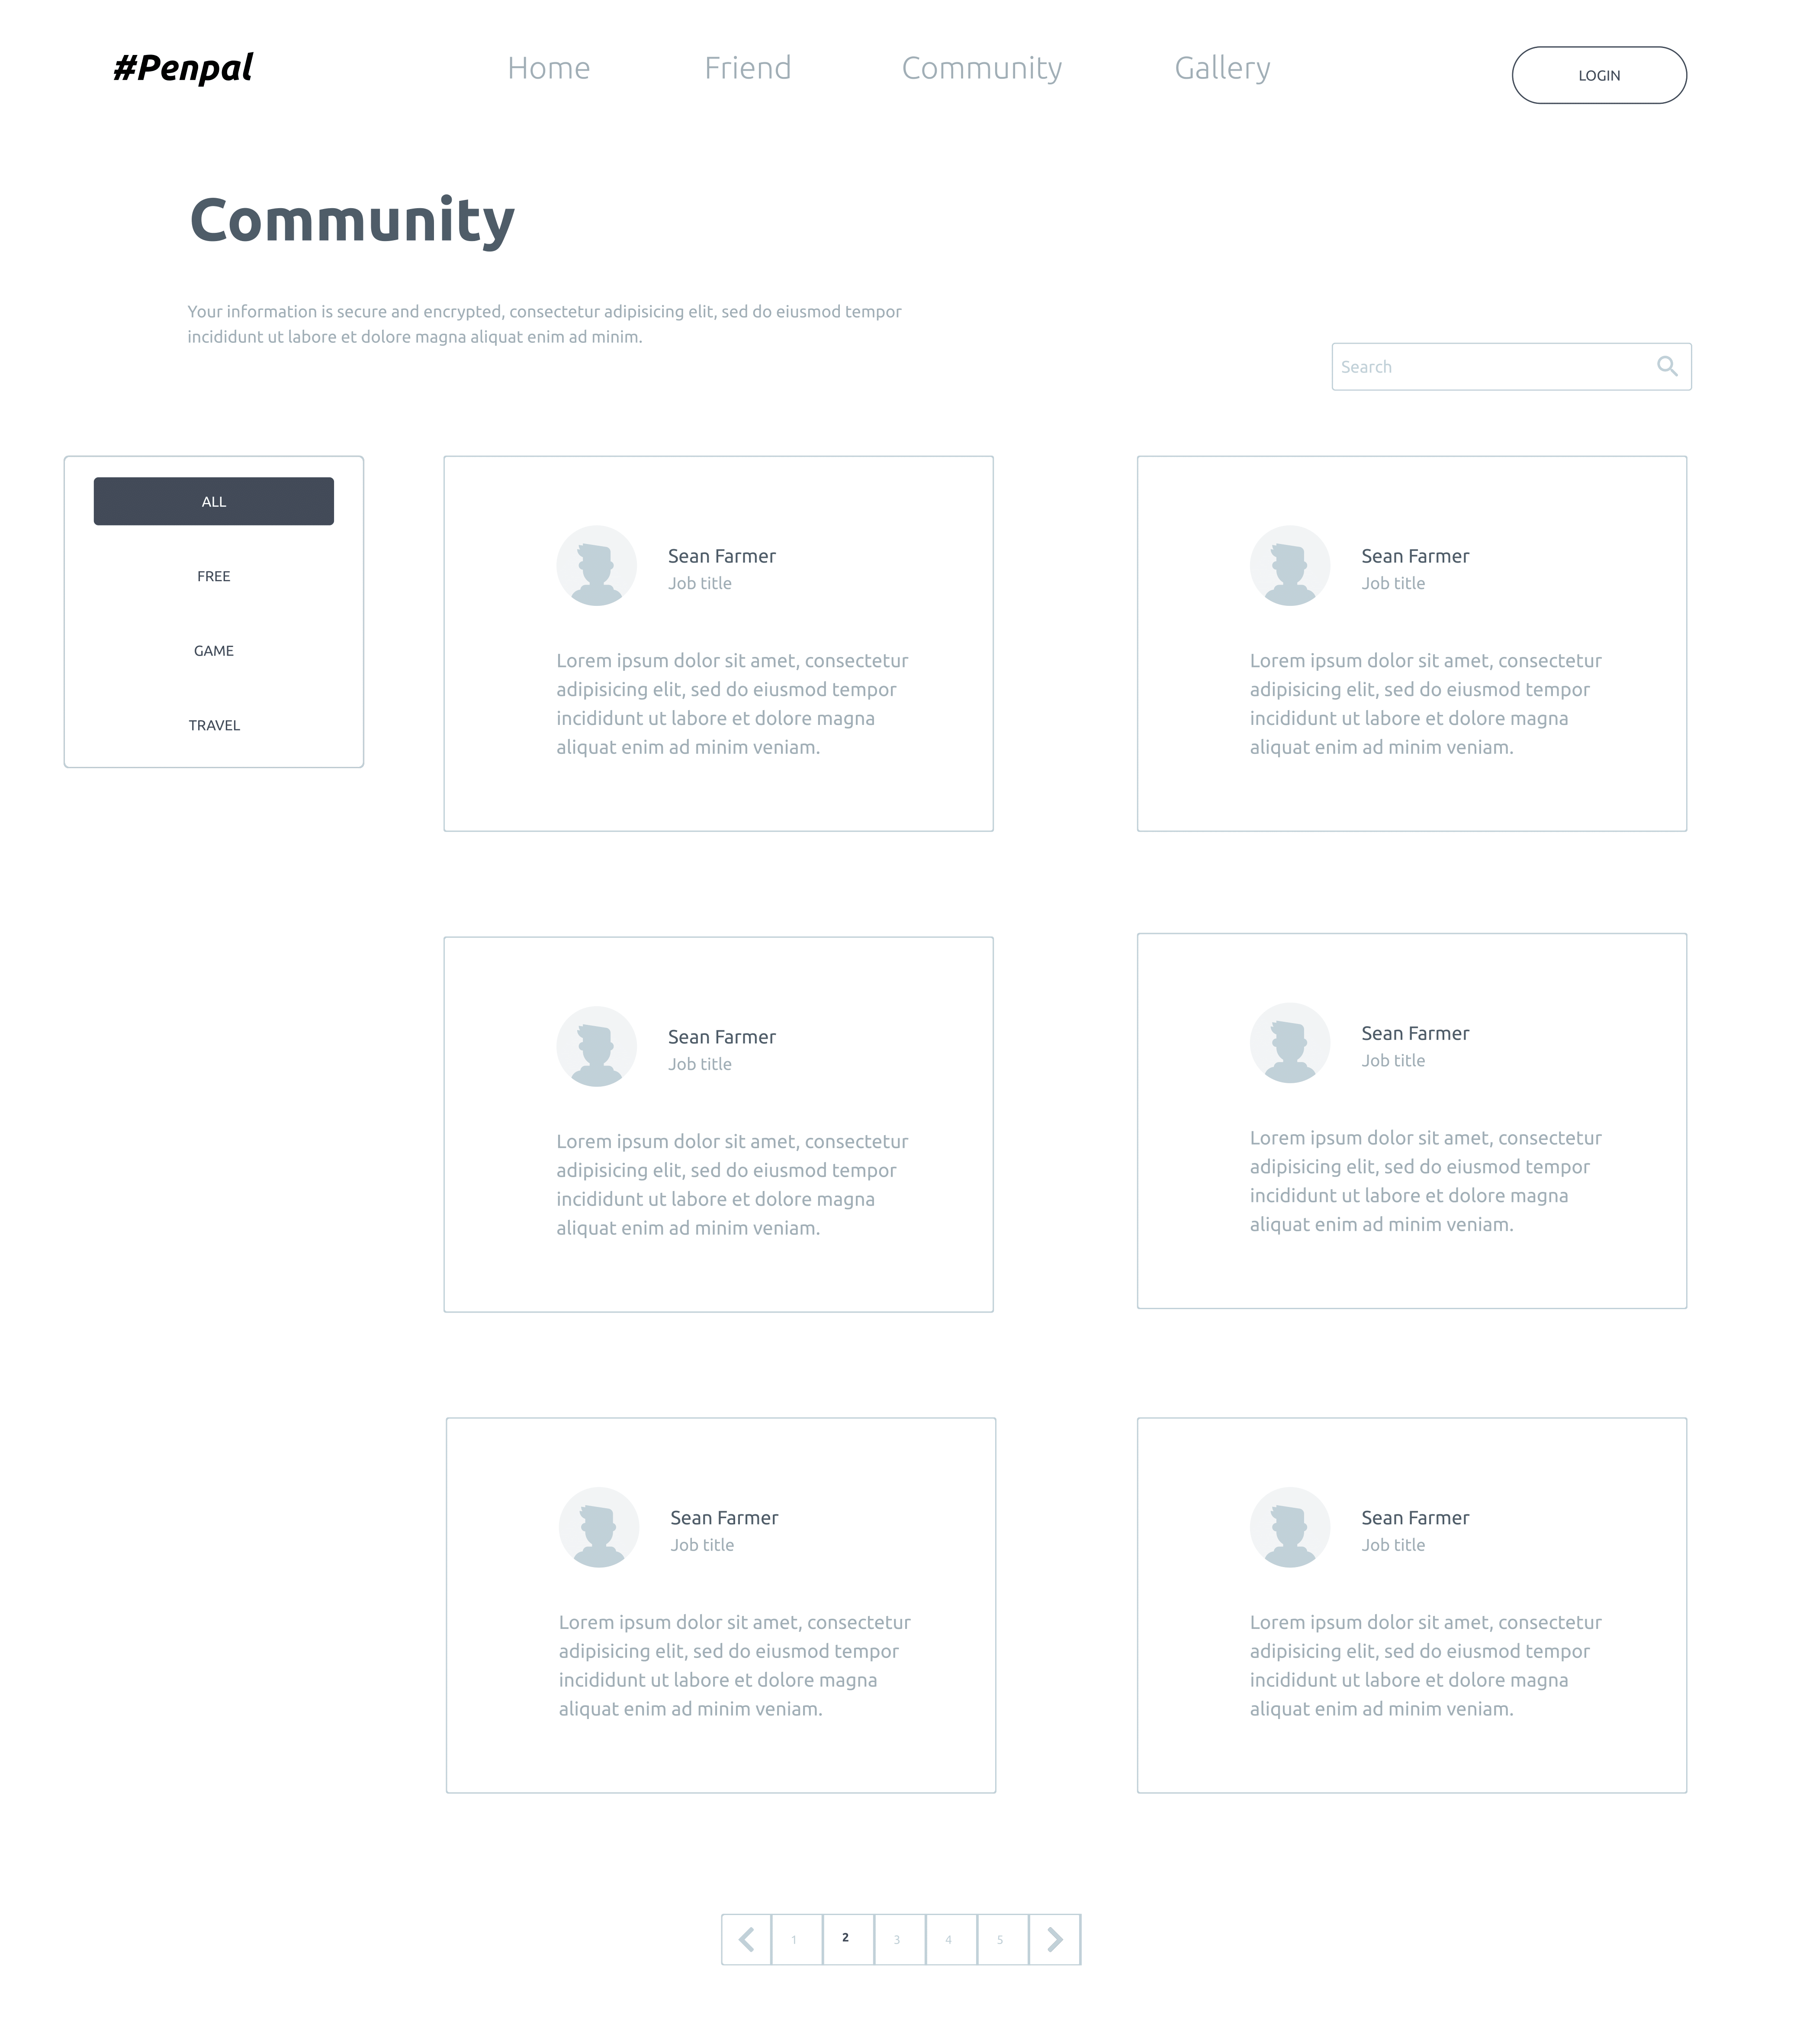 #Penpal
Home
Friend
Community
Gallery
LOGIN
Community
Your information is secure and encrypted, consectetur adipisicing elit, sed do eiusmod tempor
incididunt ut labore et dolore magna aliquat enim ad minim.
Search
ALL
FREE
GAME
TRAVEL
Sean Farmer
Job title
Lorem ipsum dolor sit amet, consectetur
adipisicing elit, sed do eiusmod tempor
incididunt ut labore et dolore magna
aliquat enim ad minim veniam.
Sean Farmer
Job title
Lorem ipsum dolor sit amet, consectetur
adipisicing elit, sed do eiusmod tempor
incididunt ut labore et dolore magna
aliquat enim ad minim veniam.
Sean Farmer
Job title
Lorem ipsum dolor sit amet, consectetur
adipisicing elit, sed do eiusmod tempor
incididunt ut labore et dolore magna
aliquat enim ad minim veniam.
Sean Farmer
Job title
Lorem ipsum dolor sit amet, consectetur
adipisicing elit, sed do eiusmod tempor
incididunt ut labore et dolore magna
aliquat enim ad minim veniam.
Sean Farmer
Job title
Lorem ipsum dolor sit amet, consectetur
adipisicing elit, sed do eiusmod tempor
incididunt ut labore et dolore magna
aliquat enim ad minim veniam.
Sean Farmer
Job title
Lorem ipsum dolor sit amet, consectetur
adipisicing elit, sed do eiusmod tempor
incididunt ut labore et dolore magna
aliquat enim ad minim veniam.
1
2
3
4
5